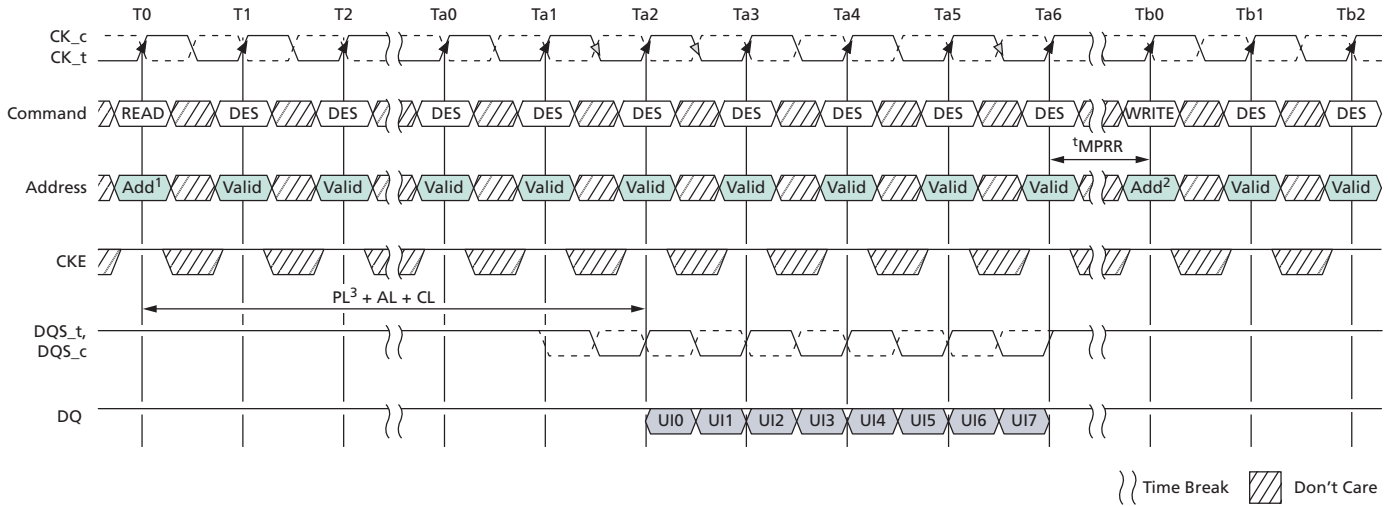 T0 T1 T2 Ta0 Ta1 Ta2 Ta3 Ta4 Ta5 Ta6 Tb0 Tb1 Tb2
CK_c
CK_t
Command READ DES DES DES DES DES DES DES DES DES WRITE DES DES
tMPRR
Address Add1 Valid Valid Valid Valid Valid Valid Valid Valid Valid Add2 Valid Valid
CKE
PL3 + AL + CL
DQS_t,
DQS_c
DQ UI0 UI1 UI2 UI3 UI4 UI5 UI6 UI7
Time Break Don't Care